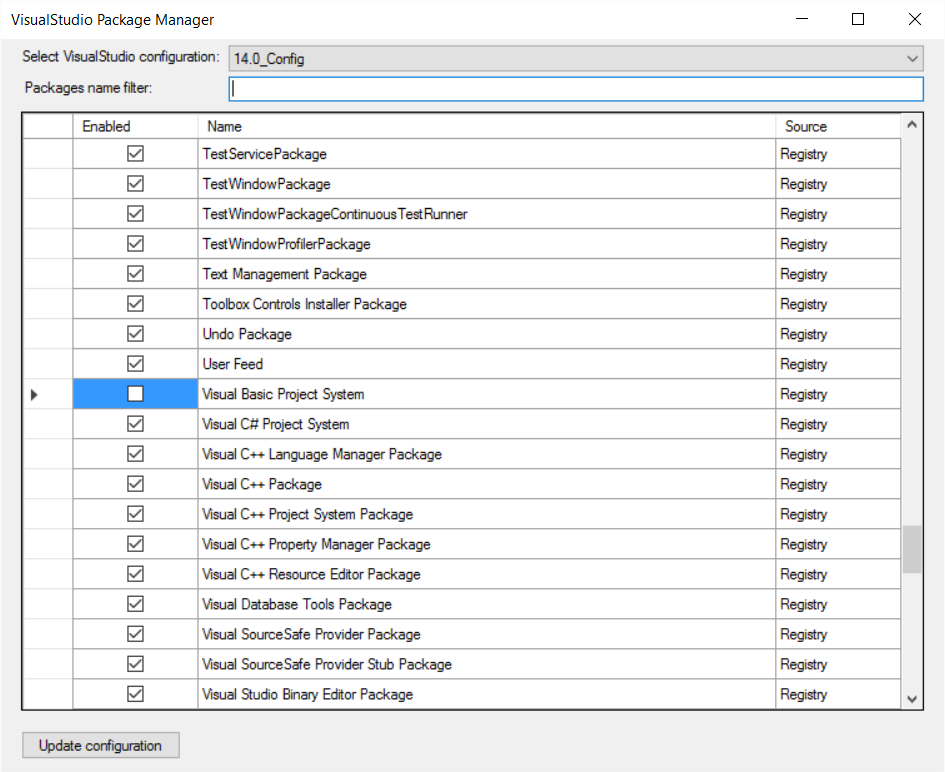 VisualStudio Package Manager
Select VisualStudio configuration: 14.0_Config
Packages name filter:
Enabled Name Source
TestServicePackage Registry
TestWindowPackage Registry
TestWindowPackageContinuousTestRunner Registry
TestWindowProfilerPackage Registry
Text Management Package Registry
Toolbox Controls Installer Package Registry
Undo Package Registry
User Feed Registry
Visual Basic Project System Registry
Visual C# Project System Registry
Visual C++ Language Manager Package Registry
Visual C++ Package Registry
Visual C++ Project System Package Registry
Visual C++ Property Manager Package Registry
Visual C++ Resource Editor Package Registry
Visual Database Tools Package Registry
Visual SourceSafe Provider Package Registry
Visual SourceSafe Provider Stub Package Registry
Visual Studio Binary Editor Package Registry
Update configuration